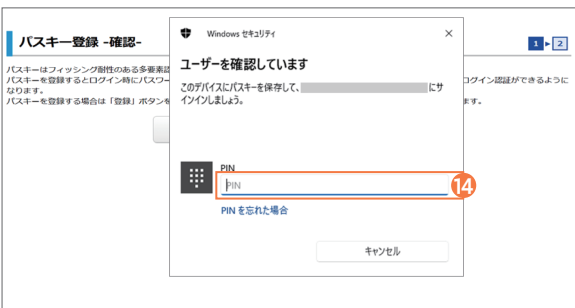 パスキー登録 -確認-
1 ▶ 2
パスキーはフィッシング耐性のある多要素認
パスキーを登録するとログイン時にパスワー
ログイン認証ができるように
なります。
パスキーを登録する場合は「登録」ボタンを
ます。
Windows セキュリティ
×
ユーザーを確認しています
このデバイスにパスキーを保存して、
にサ
インインしましょう。
PIN
PIN
14
PIN を忘れた場合
キャンセル